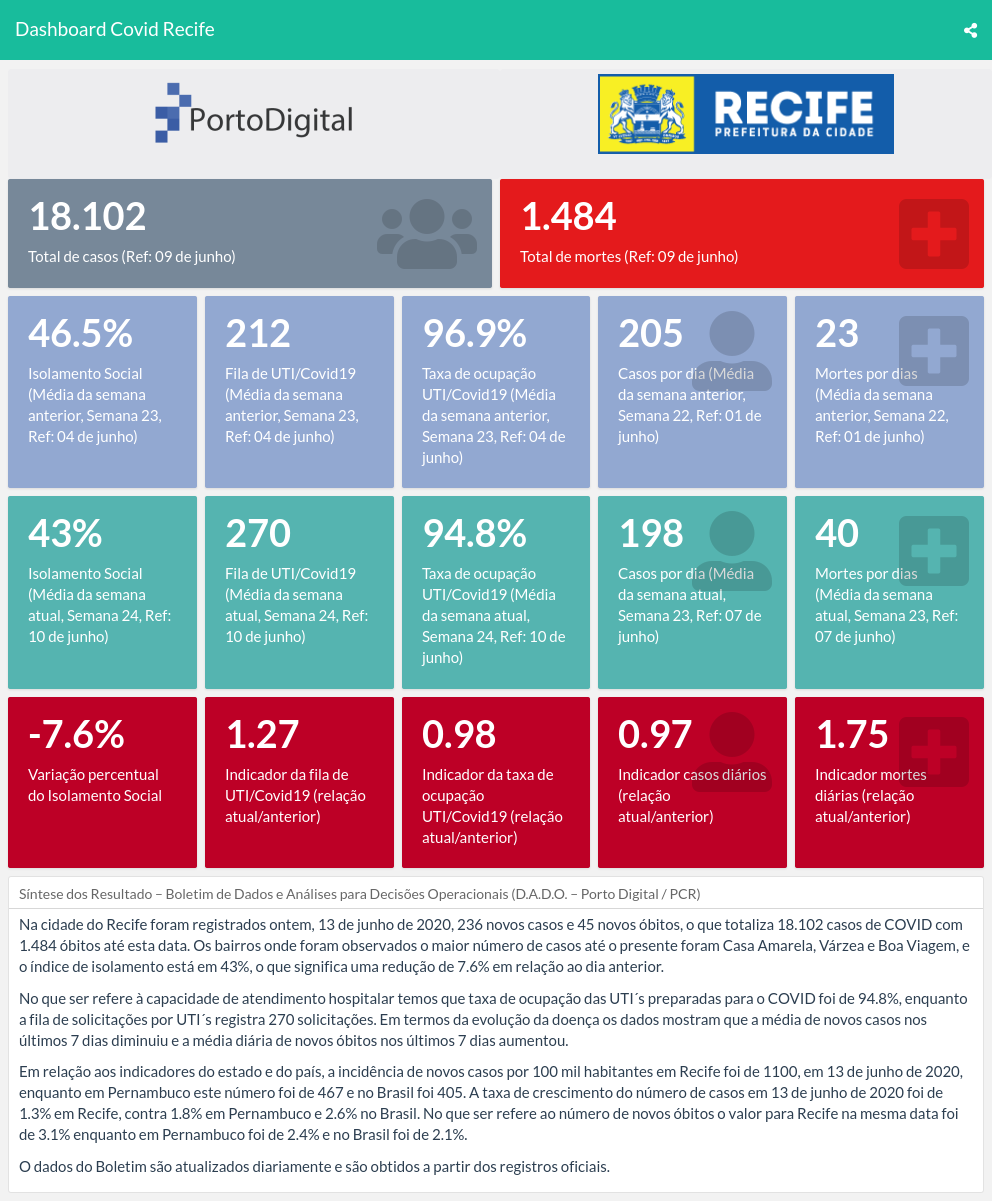 Dashboard Covid Recife
PortoDigital
RECIFE
PREFEITURA DA CIDADE
18.102
Total de casos (Ref: 09 de junho)
1.484
Total de mortes (Ref: 09 de junho)
46.5%
Isolamento Social
(Média da semana
anterior, Semana 23,
Ref: 04 de junho)
212
Fila de UTI/Covid19
(Média da semana
anterior, Semana 23,
Ref: 04 de junho)
96.9%
Taxa de ocupação
UTI/Covid19 (Média
da semana anterior,
Semana 23, Ref: 04 de
junho)
205
Casos por dia (Média
da semana anterior,
Semana 22, Ref: 01 de
junho)
23
Mortes por dias
(Média da semana
anterior, Semana 22,
Ref: 01 de junho)
43%
Isolamento Social
(Média da semana
atual, Semana 24, Ref:
10 de junho)
270
Fila de UTI/Covid19
(Média da semana
atual, Semana 24, Ref:
10 de junho)
94.8%
Taxa de ocupação
UTI/Covid19 (Média
da semana atual,
Semana 24, Ref: 10 de
junho)
198
Casos por dia (Média
da semana atual,
Semana 23, Ref: 07 de
junho)
40
Mortes por dias
(Média da semana
atual, Semana 23, Ref:
07 de junho)
-7.6%
Variação percentual
do Isolamento Social
1.27
Indicador da fila de
UTI/Covid19 (relação
atual/anterior)
0.98
Indicador da taxa de
ocupação
UTI/Covid19 (relação
atual/anterior)
0.97
Indicador casos diários
(relação
atual/anterior)
1.75
Indicador mortes
diárias (relação
atual/anterior)
Síntese dos Resultado – Boletim de Dados e Análises para Decisões Operacionais (D.A.D.O. – Porto Digital / PCR)
Na cidade do Recife foram registrados ontem, 13 de junho de 2020, 236 novos casos e 45 novos óbitos, o que totaliza 18.102 casos de COVID com
1.484 óbitos até esta data. Os bairros onde foram observados o maior número de casos até o presente foram Casa Amarela, Várzea e Boa Viagem, e
o índice de isolamento está em 43%, o que significa uma redução de 7.6% em relação ao dia anterior.
No que ser refere à capacidade de atendimento hospitalar temos que taxa de ocupação das UTI´s preparadas para o COVID foi de 94.8%, enquanto
a fila de solicitações por UTI´s registra 270 solicitações. Em termos da evolução da doença os dados mostram que a média de novos casos nos
últimos 7 dias diminuiu e a média diária de novos óbitos nos últimos 7 dias aumentou.
Em relação aos indicadores do estado e do país, a incidência de novos casos por 100 mil habitantes em Recife foi de 1100, em 13 de junho de 2020,
enquanto em Pernambuco este número foi de 467 e no Brasil foi 405. A taxa de crescimento do número de casos em 13 de junho de 2020 foi de
1.3% em Recife, contra 1.8% em Pernambuco e 2.6% no Brasil. No que ser refere ao número de novos óbitos o valor para Recife na mesma data foi
de 3.1% enquanto em Pernambuco foi de 2.4% e no Brasil foi de 2.1%.
O dados do Boletim são atualizados diariamente e são obtidos a partir dos registros oficiais.